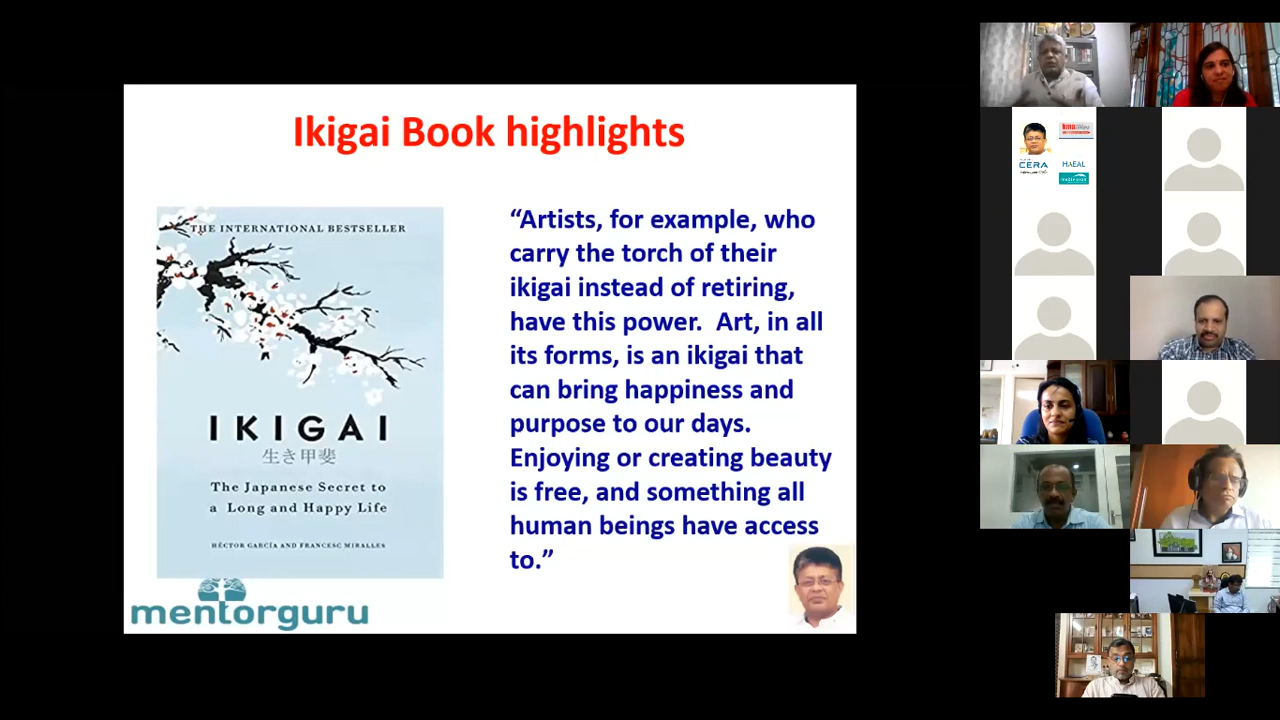 Ikigai Book highlights
THE INTERNATIONAL BESTSELLER
IKIGAI
生き甲斐
The Japanese Secret to
a Long and Happy Life
HÉCTOR GARCÍA AND FRANCESC MIRALLES
“Artists, for example, who
carry the torch of their
ikigai instead of retiring,
have this power.  Art, in all
its forms, is an ikigai that
can bring happiness and
purpose to our days.
Enjoying or creating beauty
is free, and something all
human beings have access
to.”
mentorguru
CERA